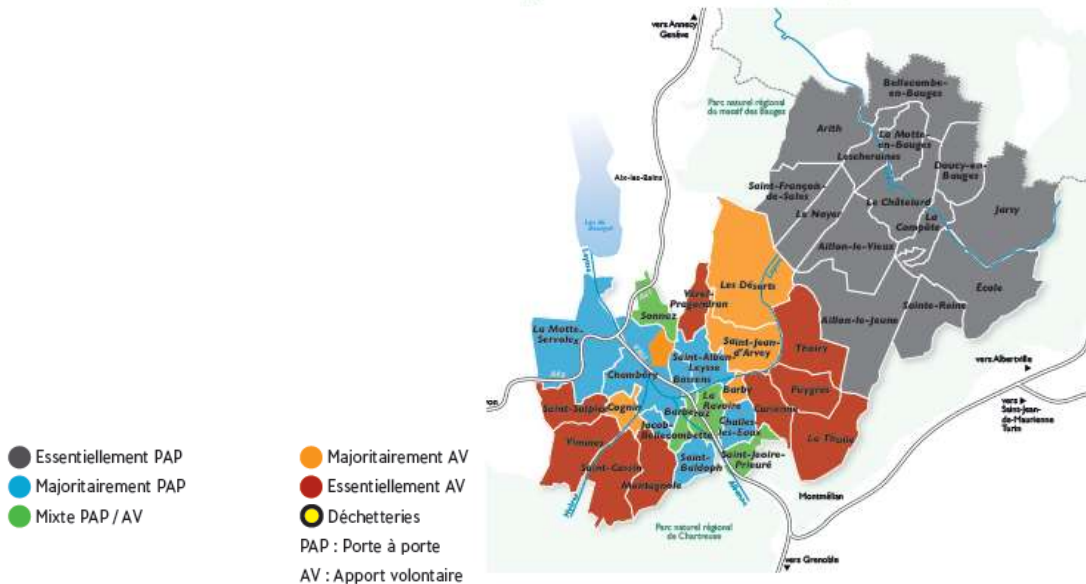 vers Annecy
Genève
Parc naturel régional
du massif des Bauges
Bellecombe-
en-Bauges
Arith
La Motte-
en-Bauges
Lescheraines
Doucy-en-
Bauges
Aix-les-Bains
Saint-François-
de-Sales
Le Noyer
Le Châtelard
La
Compôte
Jarsy
Lac du
Bourget
Aillon-le-Vieux
Leysse
Les Déserts
École
Verel-
Pragondran
Sonnaz
Aillon-le-Jeune
Sainte-Reine
La Motte-
Servolex
Saint-Jean-
d'Arvey
Thoiry
Saint-Alban
Leysse
vers Albertville
Chambéry
Bassens
Barby
Puygros
La
Ravoire
Curienne
Saint-Sulpice
Cognin
Barberaz
Challes-
les-Eaux
vers
Saint-Jean-
de-Maurienne
Turin
Jacob-
Bellecombette
La Thuile
Vimines
Saint-Cassin
Saint-
Baldoph
Saint-Jeoire-
Prieuré
Montagnole
Montmélian
Parc naturel régional
de Chartreuse
vers Grenoble
Essentiellement PAP
Majoritairement PAP
Mixte PAP / AV
Majoritairement AV
Essentiellement AV
Déchetteries
PAP : Porte à porte
AV : Apport volontaire